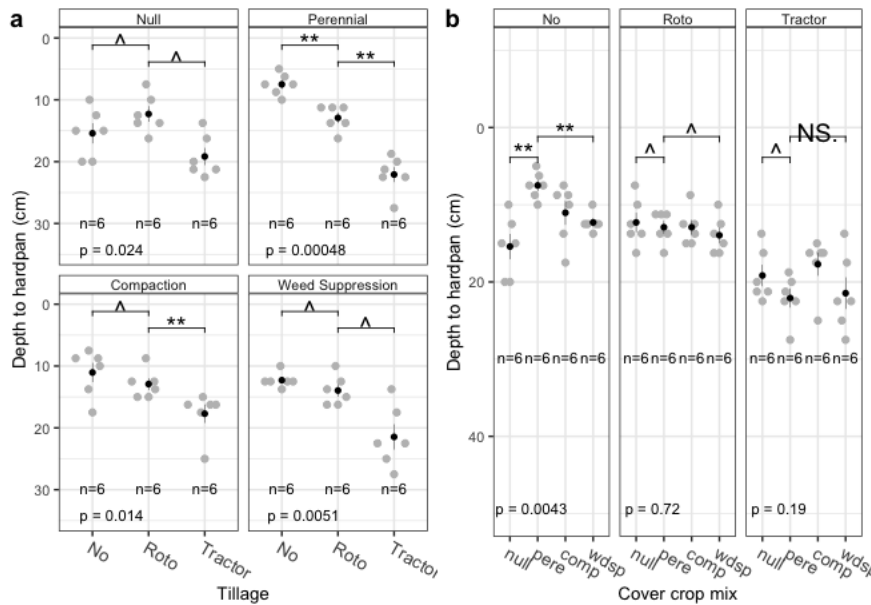 a
Null
Perennial
^
^
**
**
0
10
20
30
n=6
n=6
n=6
n=6
n=6
n=6
p = 0.024
p = 0.00048
Compaction
Weed Suppression
^
**
^
^
0
10
20
30
n=6
n=6
n=6
n=6
n=6
n=6
p = 0.014
p = 0.0051
No
Roto
Tractor
No
Roto
Tractor
Tillage
Depth to hardpan (cm)
b
No
Roto
Tractor
**
**
^
^
^
NS.
0
20
40
n=6
n=6
n=6
n=6
n=6
n=6
n=6
n=6
n=6
n=6
n=6
n=6
p = 0.0043
p = 0.72
p = 0.19
null
pere
comp
wdsp
null
pere
comp
wdsp
null
pere
comp
wdsp
Cover crop mix
Depth to hardpan (cm)